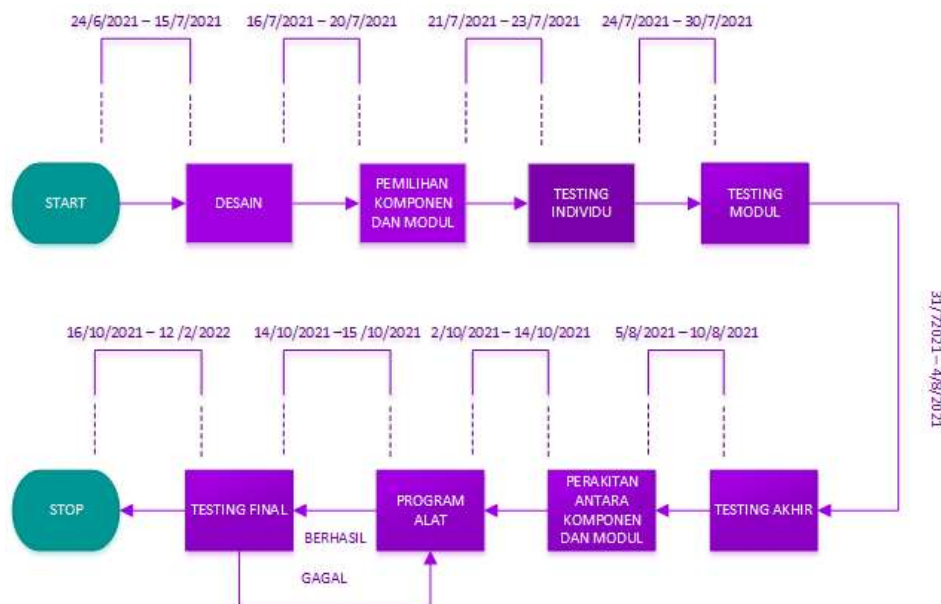 24/6/2021 – 15/7/2021
16/7/2021 – 20/7/2021
21/7/2021 – 23/7/2021
24/7/2021 – 30/7/2021
START
DESAIN
PEMILIHAN
KOMPONEN
DAN MODUL
TESTING
INDIVIDU
TESTING
MODUL
31/7/2021 – 4/8/2021
16/10/2021 – 12 /2/2022
14/10/2021 –15 /10/2021
2/10/2021 – 14/10/2021
5/8/2021 –10/8/2021
STOP
TESTING FINAL
PROGRAM
ALAT
PERAKITAN
ANTARA
KOMPONEN
DAN MODUL
TESTING AKHIR
BERHASIL
GAGAL